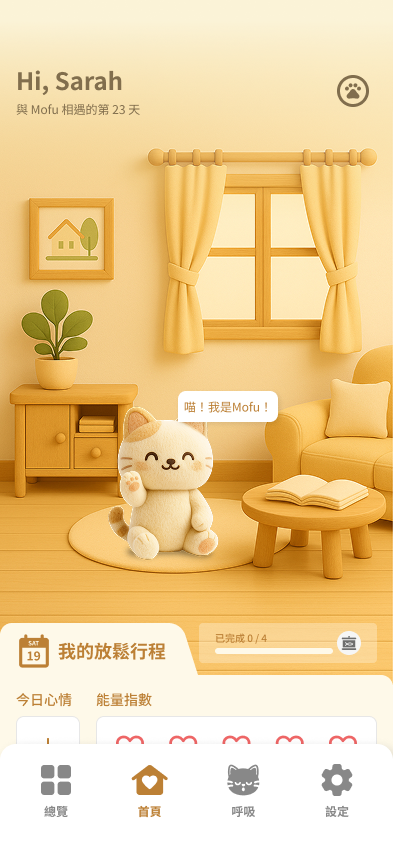 Hi, Sarah
與 Mofu 相遇的第 23 天
喵！我是Mofu！
已完成 0 / 4
SAT
19
我的放鬆行程
今日心情
能量指數
總覽
首頁
呼吸
設定